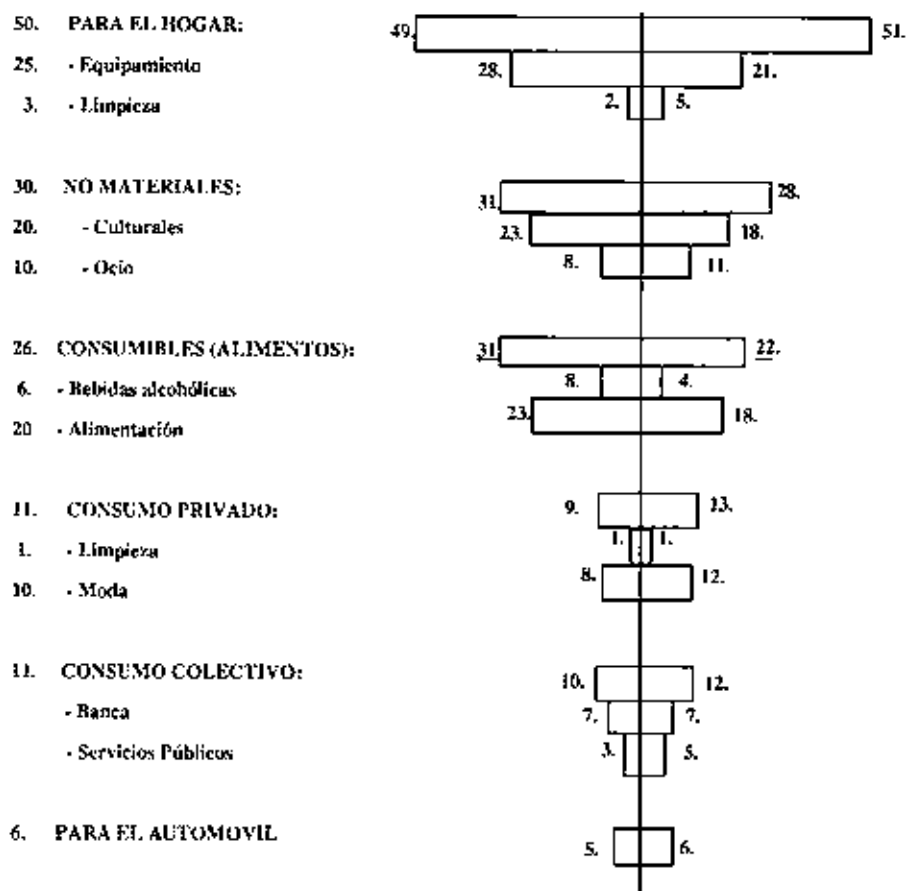 50. PARA EL HOGAR: 49. 51.
25. - Equipamiento 28. 21.
3. - Limpieza 2. 5.
30. NO MATERIALES: 31. 28.
20. - Culturales 23. 18.
10. - Ocio 8. 11.
26. CONSUMIBLES (ALIMENTOS): 31 22.
6. - Bebidas alcohólicas 8. 4.
20 - Alimentación 23. 18.
11. CONSUMO PRIVADO: 9. 13.
1. - Limpieza 1. 1.
10. - Moda 8. 12.
11. CONSUMO COLECTIVO: 10. 12.
- Banca 7. 7.
- Servicios Públicos 3. 5.
6. PARA EL AUTOMOVIL 5. 6.